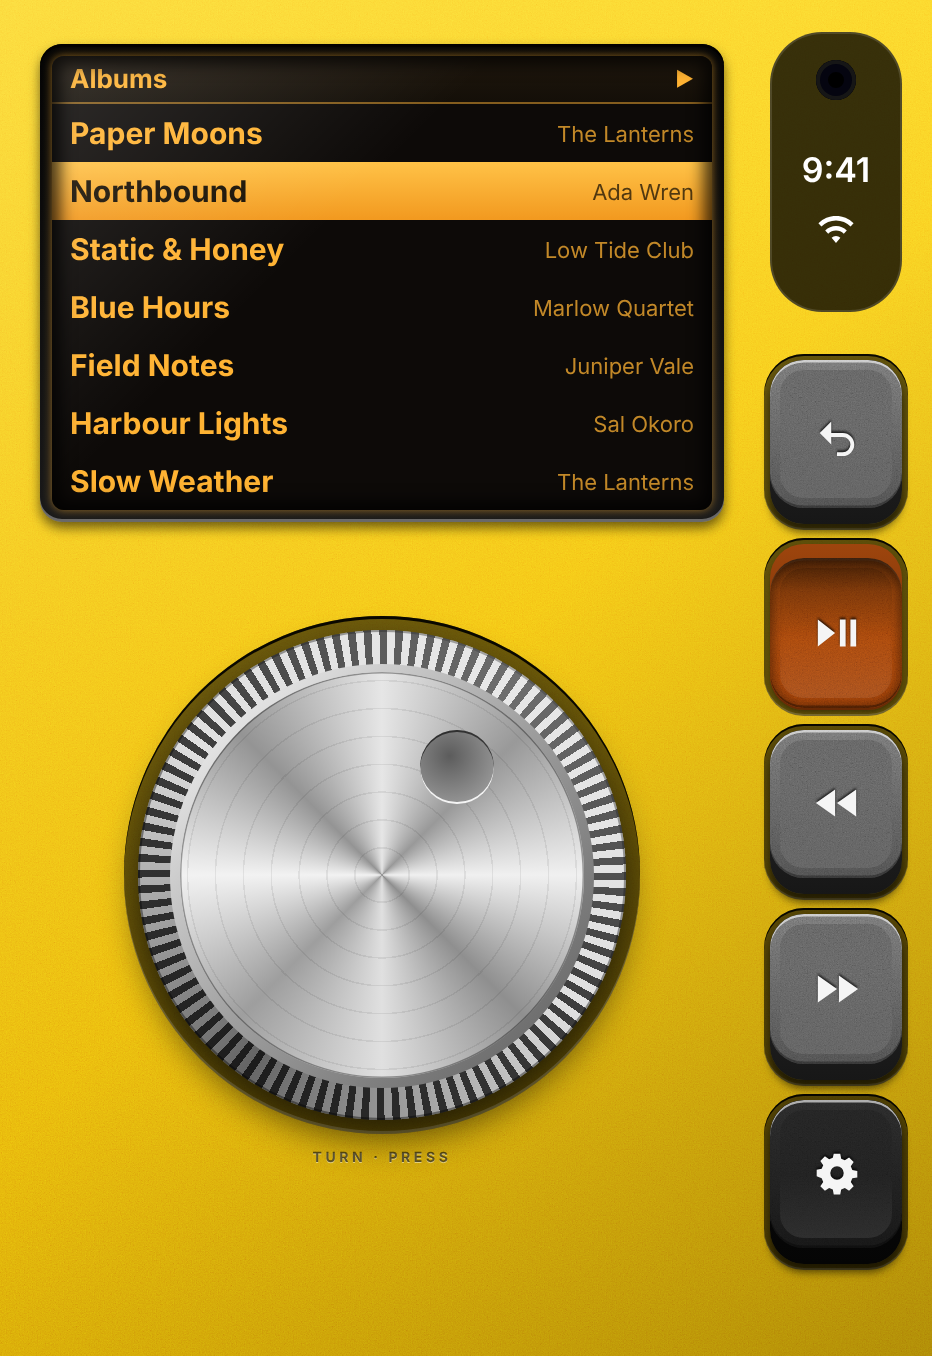 Albums
Paper Moons The Lanterns
Northbound Ada Wren
Static & Honey Low Tide Club
Blue Hours Marlow Quartet
Field Notes Juniper Vale
Harbour Lights Sal Okoro
Slow Weather The Lanterns
9:41
TURN · PRESS